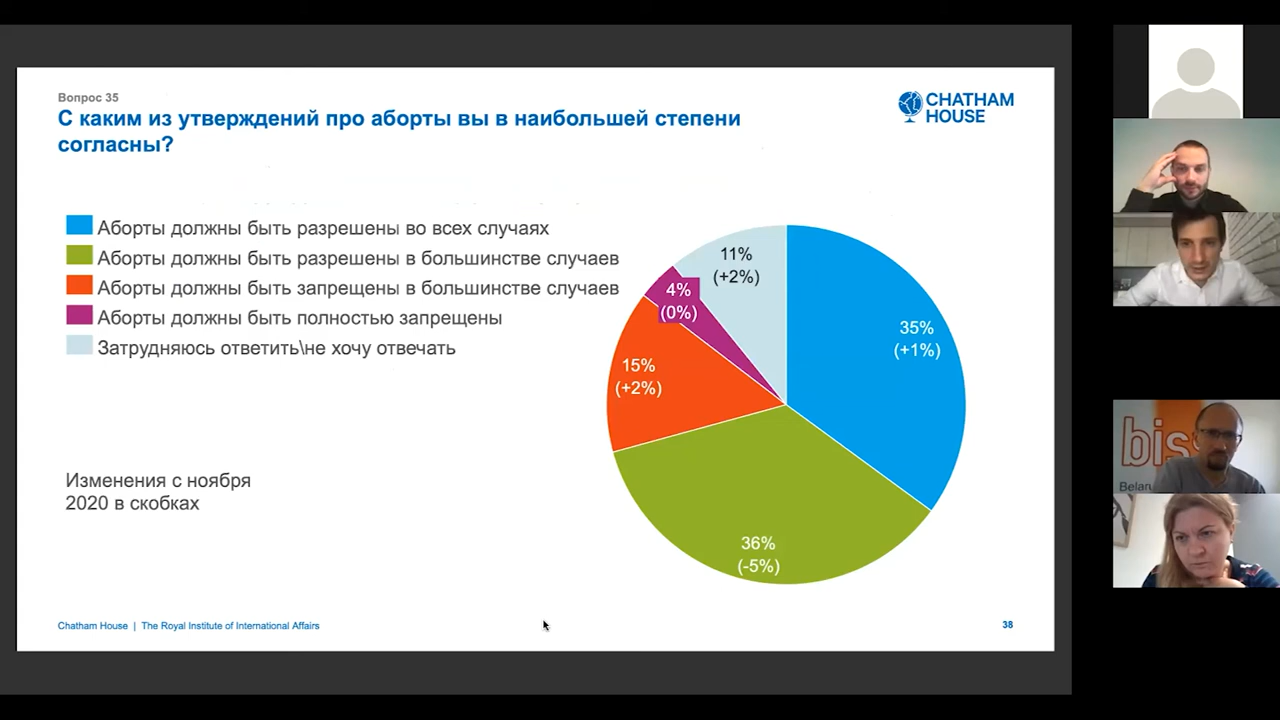 Вопрос 35
С каким из утверждений про аборты вы в наибольшей степени
согласны?
CHATHAM
HOUSE
Аборты должны быть разрешены во всех случаях
Аборты должны быть разрешены в большинстве случаев
Аборты должны быть запрещены в большинстве случаев
Аборты должны быть полностью запрещены
Затрудняюсь ответить\не хочу отвечать
11%
(+2%)
4%
(0%)
35%
(+1%)
15%
(+2%)
36%
(-5%)
Изменения с ноября
2020 в скобках
Chatham House | The Royal Institute of International Affairs
38